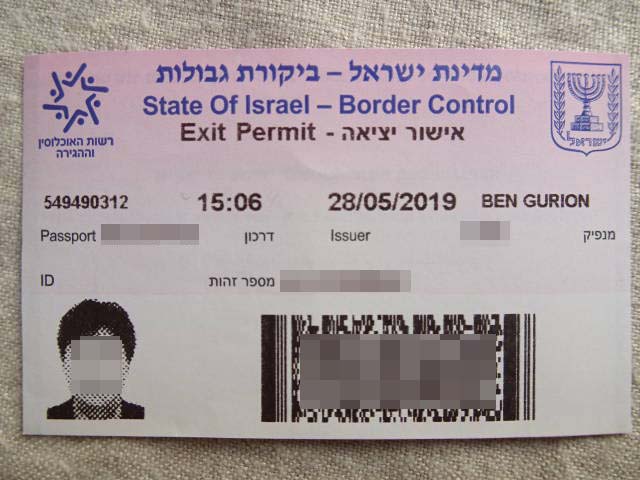 מדינת ישראל – ביקורת גבולות
State Of Israel – Border Control
Exit Permit - אישור יציאה
רשות האוכלוסין
וההגירה
ישראל
549490312 15:06 28/05/2019 BEN GURION
Passport דרכון Issuer מנפיק
ID מספר זהות